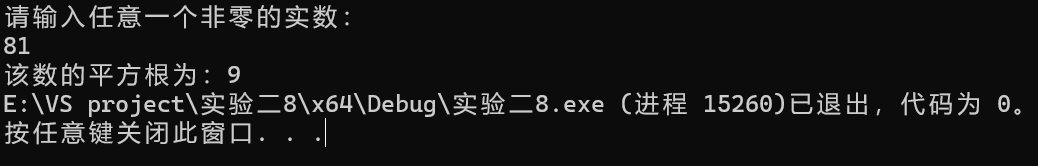 请输入任意一个非零的实数:
81
该数的平方根为: 9
E:\VS project\实验二8\x64\Debug\实验二8.exe (进程 15260)已退出，代码为 0。
按任意键关闭此窗口. . .